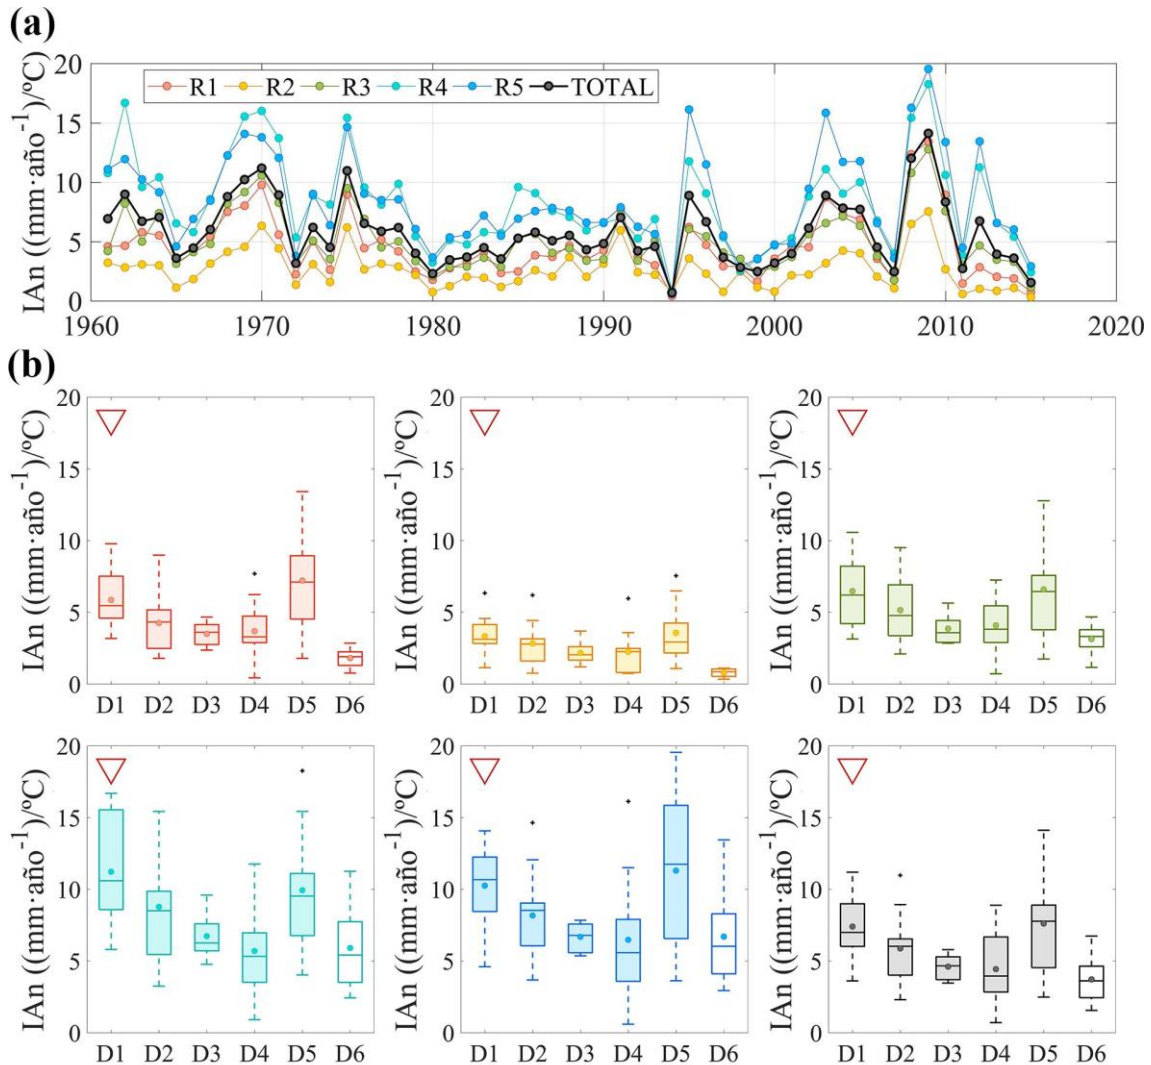 (a)
IAn ((mm·año⁻¹)/ºC)
20
15
10
5
0
R1 R2 R3 R4 R5 TOTAL
1960 1970 1980 1990 2000 2010 2020
(b)
IAn ((mm·año⁻¹)/ºC)
20
15
10
5
0
D1 D2 D3 D4 D5 D6
IAn ((mm·año⁻¹)/ºC)
20
15
10
5
0
D1 D2 D3 D4 D5 D6
IAn ((mm·año⁻¹)/ºC)
20
15
10
5
0
D1 D2 D3 D4 D5 D6
IAn ((mm·año⁻¹)/ºC)
20
15
10
5
0
D1 D2 D3 D4 D5 D6
IAn ((mm·año⁻¹)/ºC)
20
15
10
5
0
D1 D2 D3 D4 D5 D6
IAn ((mm·año⁻¹)/ºC)
20
15
10
5
0
D1 D2 D3 D4 D5 D6